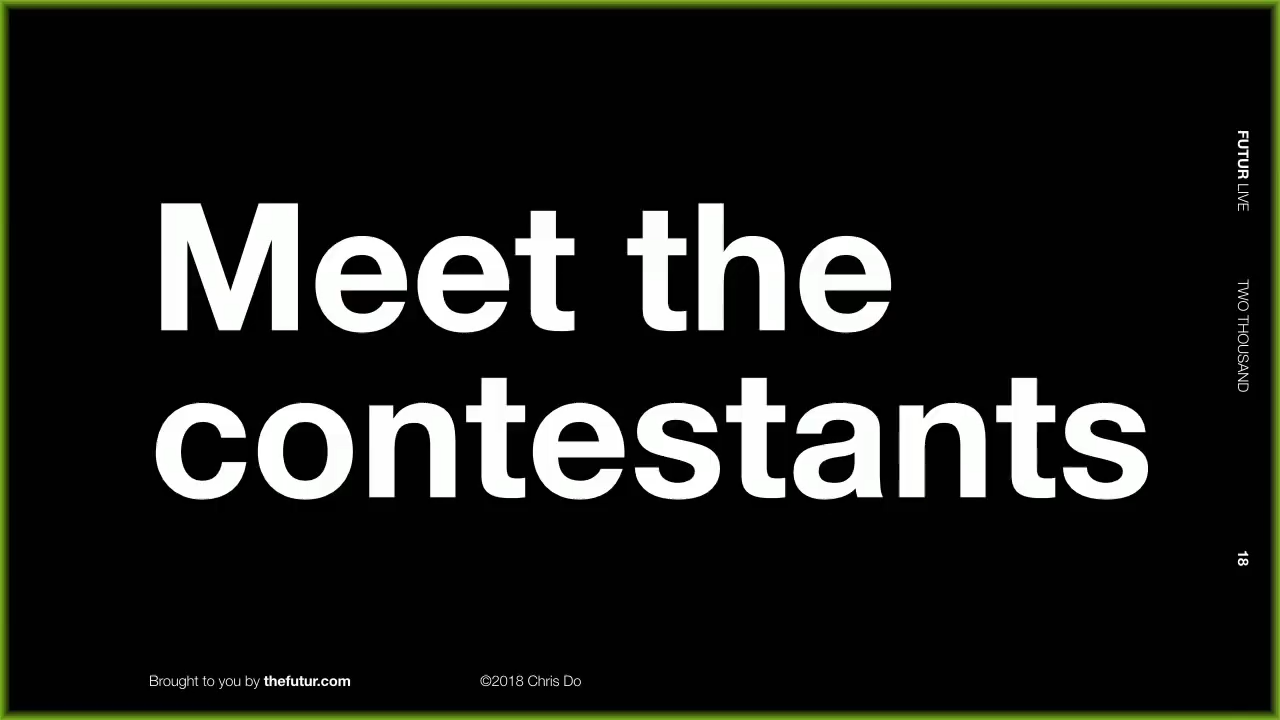 Meet the
contestants
FUTUR LIVE
TWO THOUSAND
18
Brought to you by thefutur.com
©2018 Chris Do